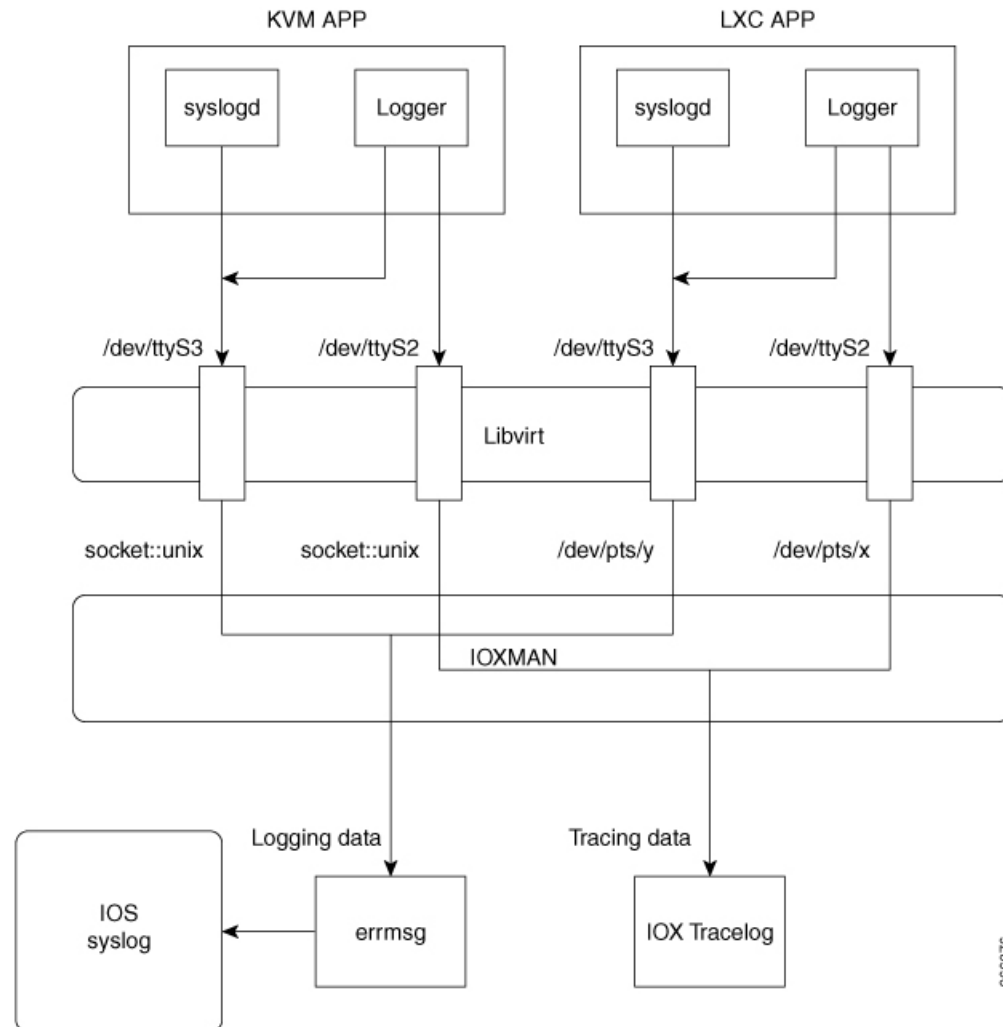 KVM APP
LXC APP
syslogd
Logger
syslogd
Logger
/dev/ttyS3
/dev/ttyS2
/dev/ttyS3
/dev/ttyS2
Libvirt
socket::unix
socket::unix
/dev/pts/y
/dev/pts/x
IOXMAN
Logging data
Tracing data
IOS
syslog
errmsg
IOX Tracelog